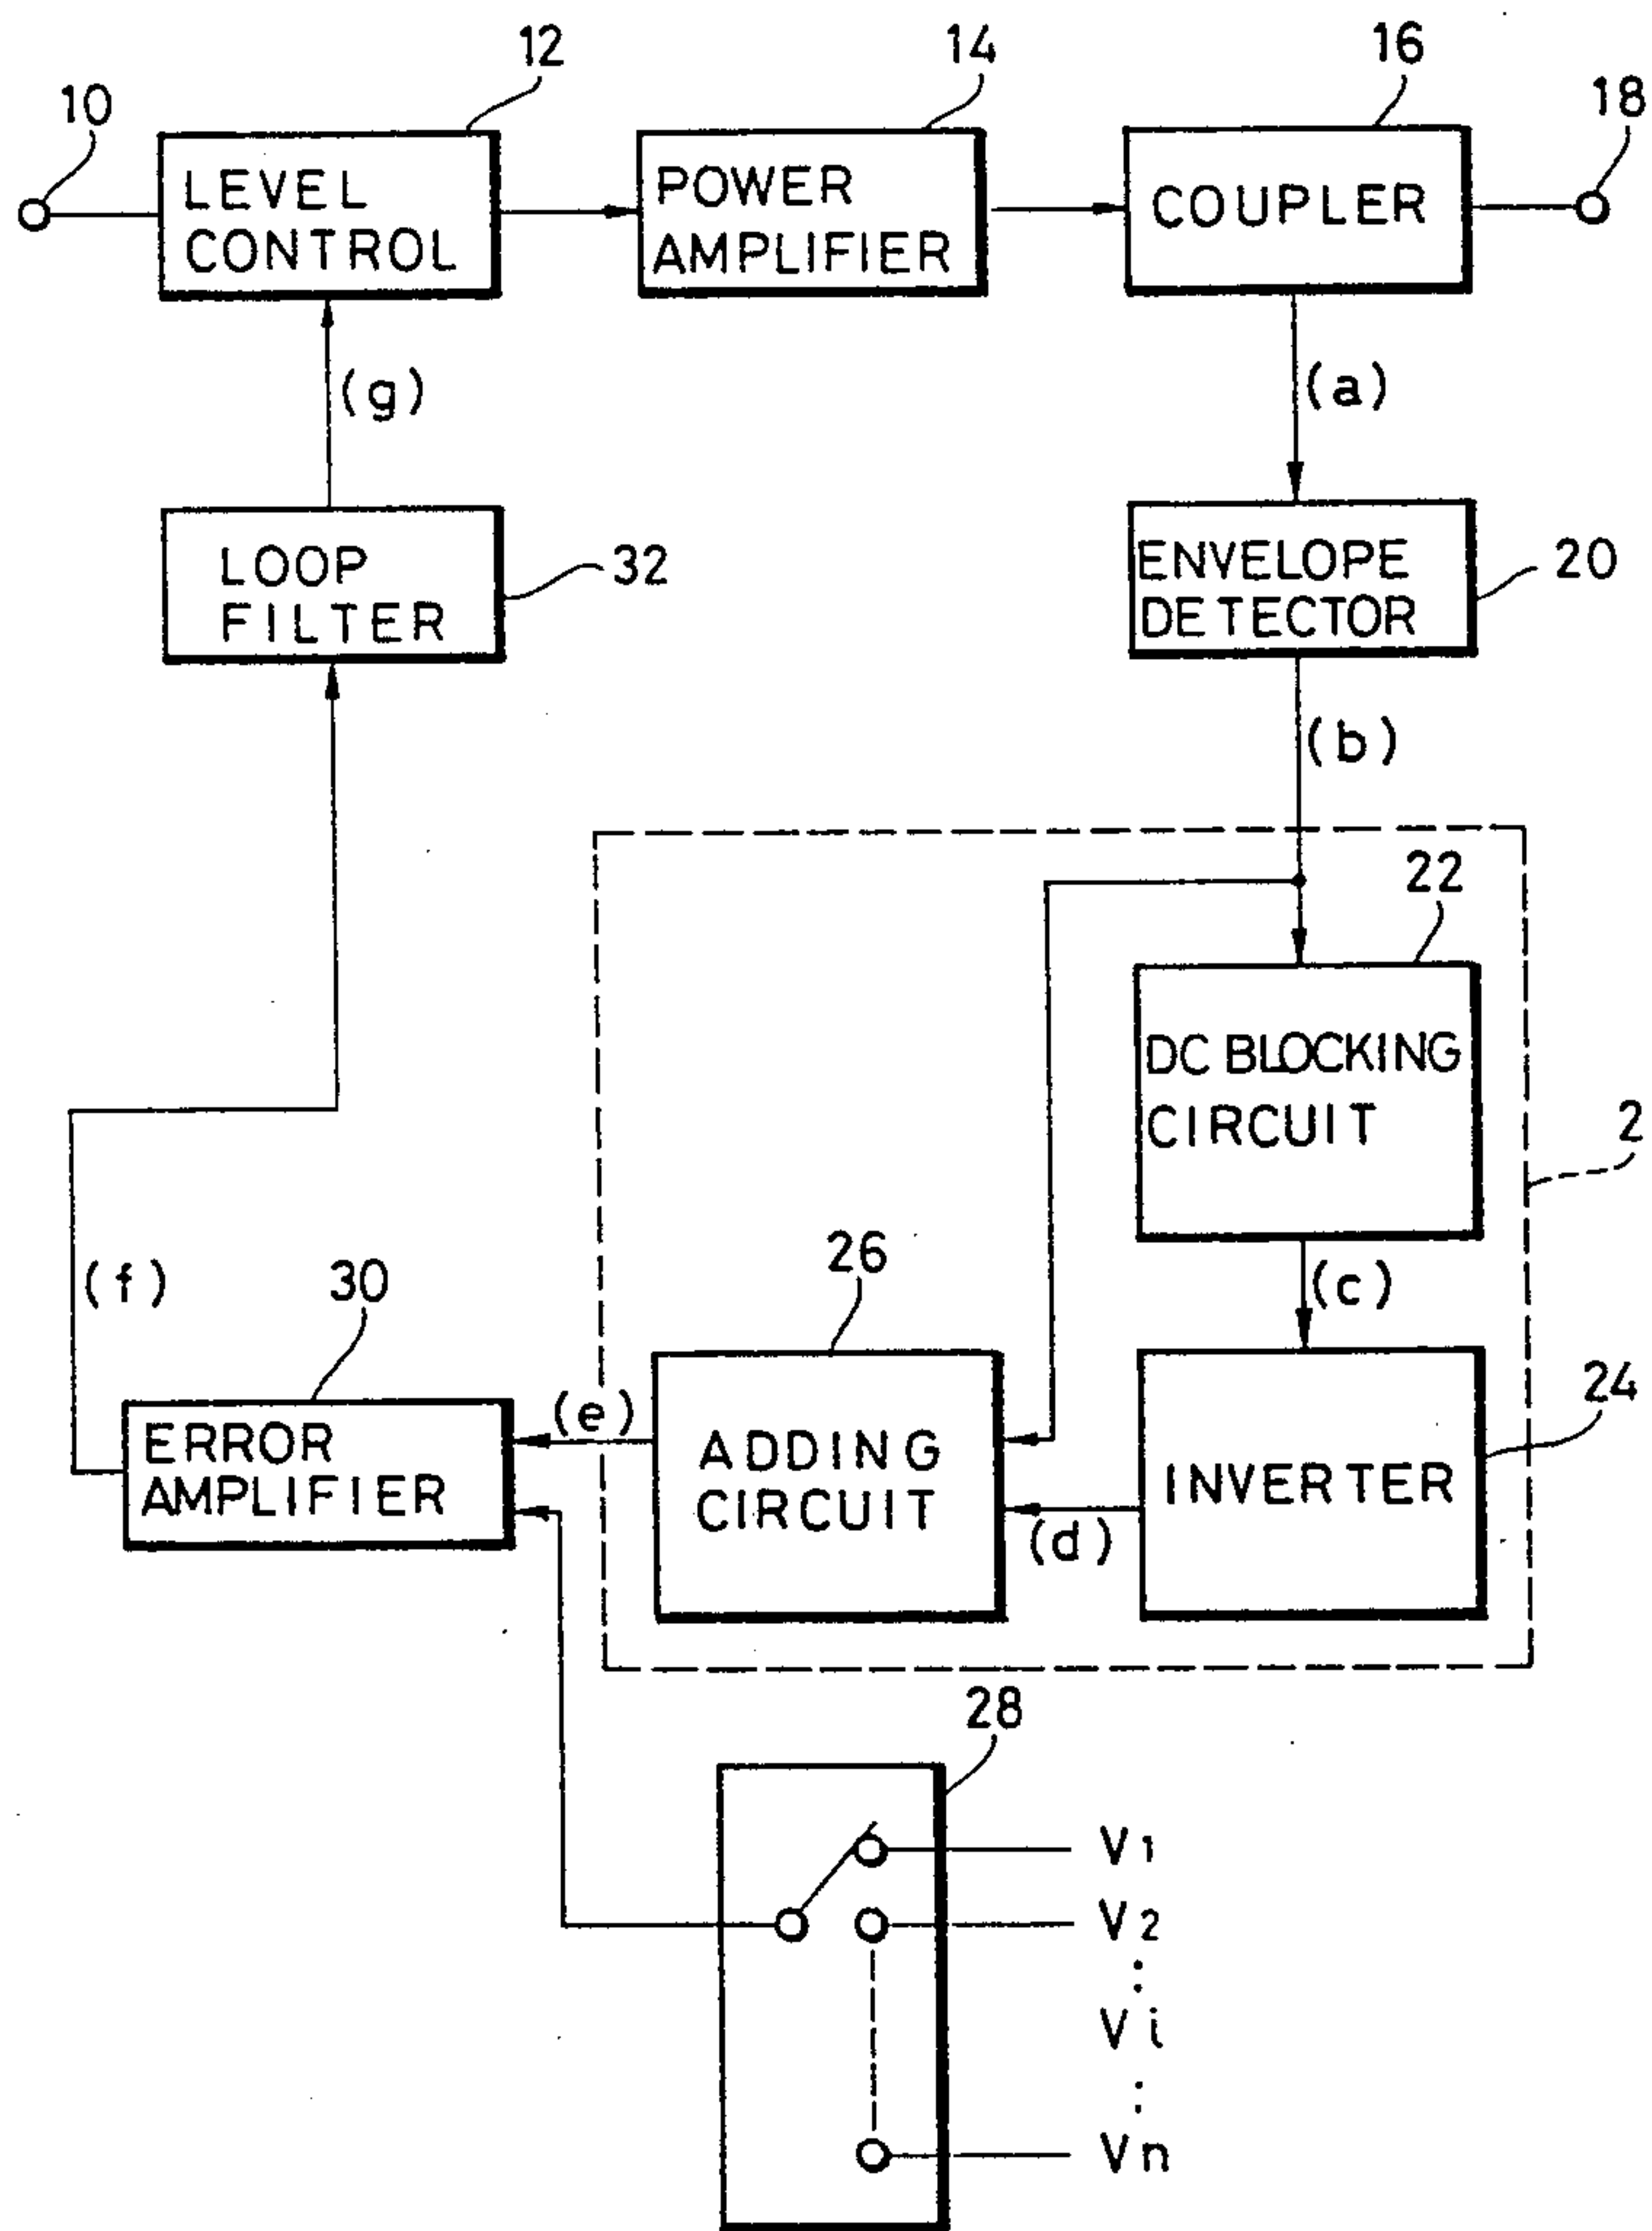 10
12
14
16
18
LEVEL
CONTROL
POWER
AMPLIFIER
COUPLER
(g)
(a)
LOOP
FILTER
32
ENVELOPE
DETECTOR
20
(b)
22
DC BLOCKING
CIRCUIT
2
(c)
(f)
30
26
24
ERROR
AMPLIFIER
(e)
ADDING
CIRCUIT
(d)
INVERTER
28
V1
V2
:
Vi
:
Vn